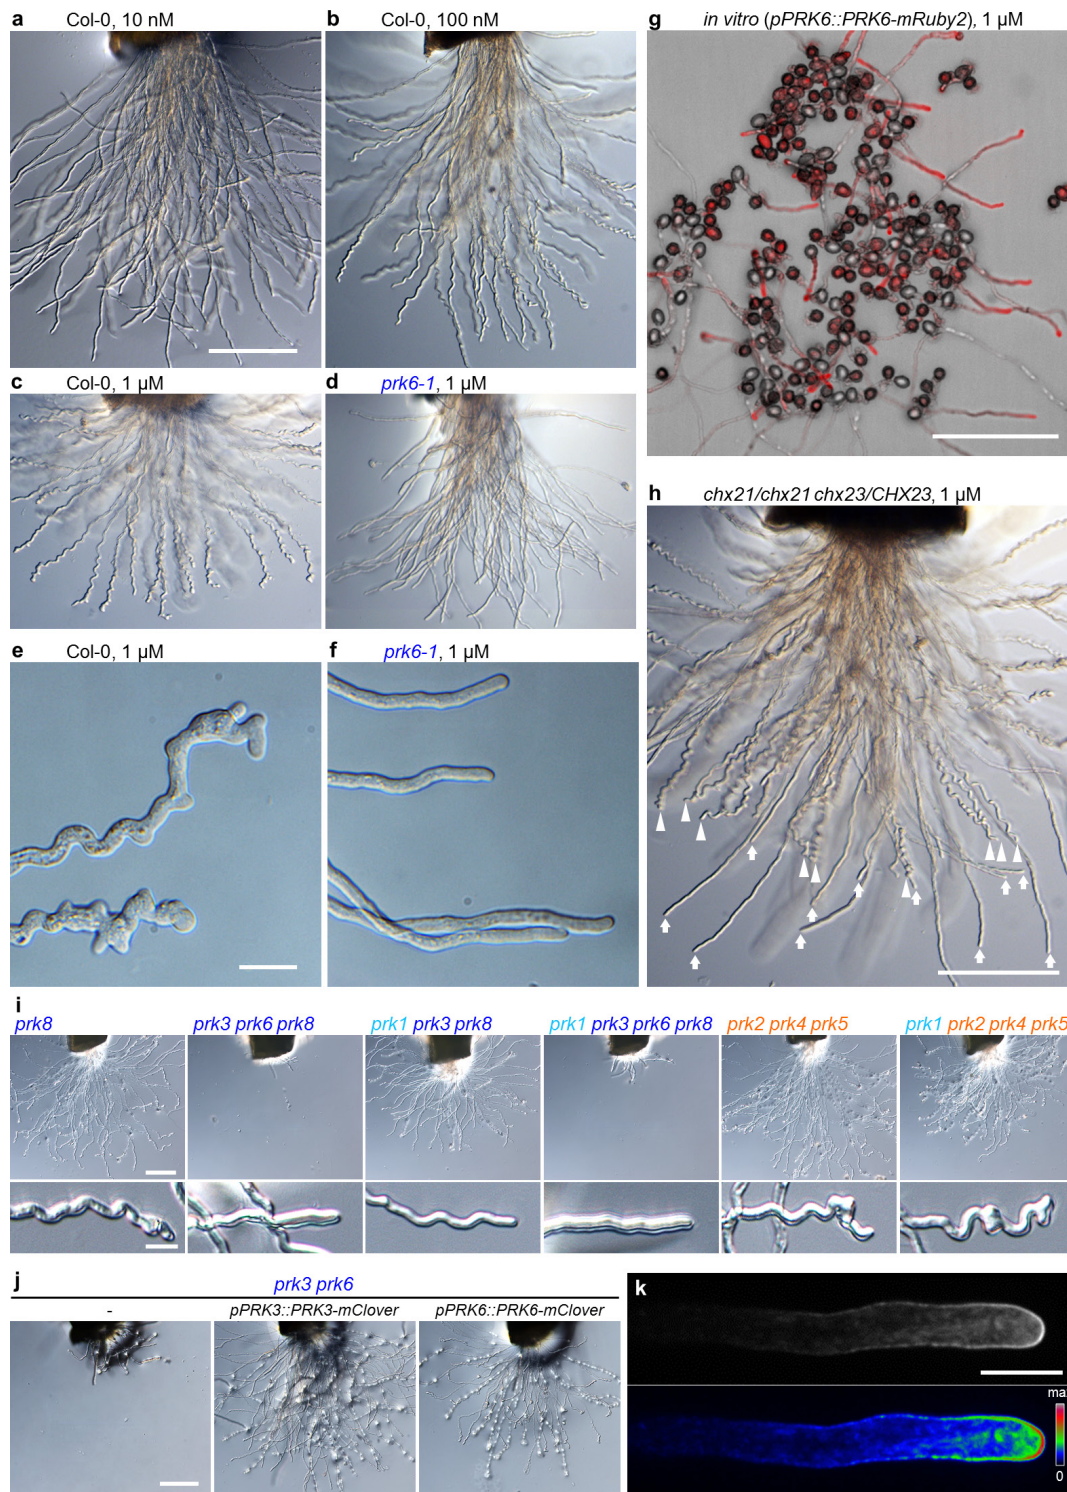 a Col-0, 10 nM
b Col-0, 100 nM
c Col-0, 1 µM
d prk6-1, 1 µM
e Col-0, 1 µM
f prk6-1, 1 µM
g in vitro (pPRK6::PRK6-mRuby2), 1 µM
h chx21/chx21 chx23/CHX23, 1 µM
i
prk8
prk3 prk6 prk8
prk1 prk3 prk8
prk1 prk3 prk6 prk8
prk2 prk4 prk5
prk1 prk2 prk4 prk5
j
prk3 prk6
-
pPRK3::PRK3-mClover
pPRK6::PRK6-mClover
k
max
0